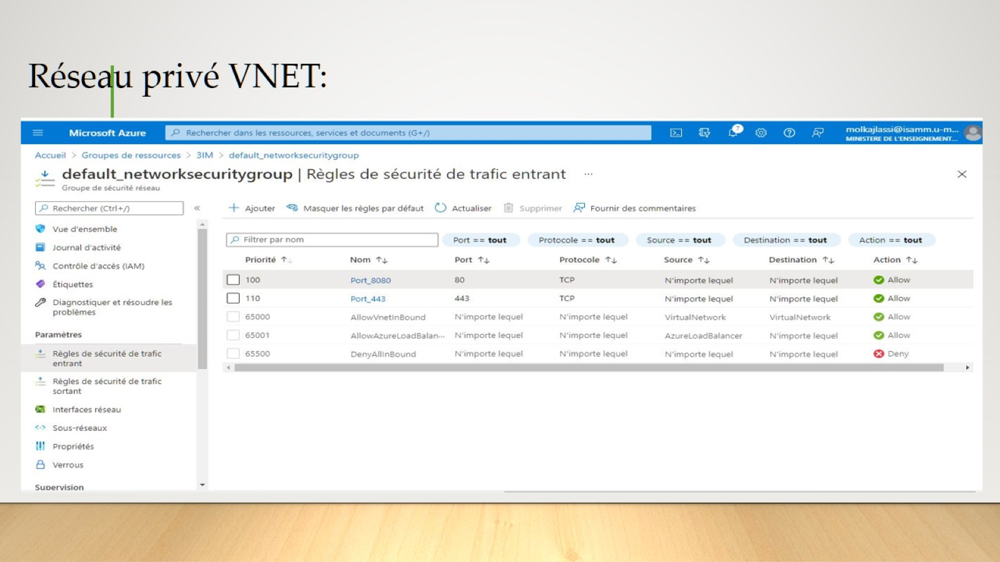 Réseau privé VNET:
Microsoft Azure
Rechercher dans les ressources, services et documents (G+/)
7
molkajlassi@isamm.u-m...
MINISTERE DE L'ENSEIGNEMENT...
Accueil > Groupes de ressources > 3IM > default_networksecuritygroup
default_networksecuritygroup | Règles de sécurité de trafic entrant ...
Groupe de sécurité réseau
Rechercher (Ctrl+/)
Vue d'ensemble
Journal d'activité
Contrôle d'accès (IAM)
Étiquettes
Diagnostiquer et résoudre les
problèmes
Paramètres
Règles de sécurité de trafic
entrant
Règles de sécurité de trafic
sortant
Interfaces réseau
Sous-réseaux
Propriétés
Verrous
Supervision
Ajouter Masquer les règles par défaut Actualiser Supprimer Fournir des commentaires
Filtrer par nom Port == tout Protocole == tout Source == tout Destination == tout Action == tout
Priorité Nom Port Protocole Source Destination Action
100 Port_8080 80 TCP N'importe lequel N'importe lequel Allow
110 Port_443 443 TCP N'importe lequel N'importe lequel Allow
65000 AllowVnetInBound N'importe lequel N'importe lequel VirtualNetwork VirtualNetwork Allow
65001 AllowAzureLoadBalan... N'importe lequel N'importe lequel AzureLoadBalancer N'importe lequel Allow
65500 DenyAllInBound N'importe lequel N'importe lequel N'importe lequel N'importe lequel Deny